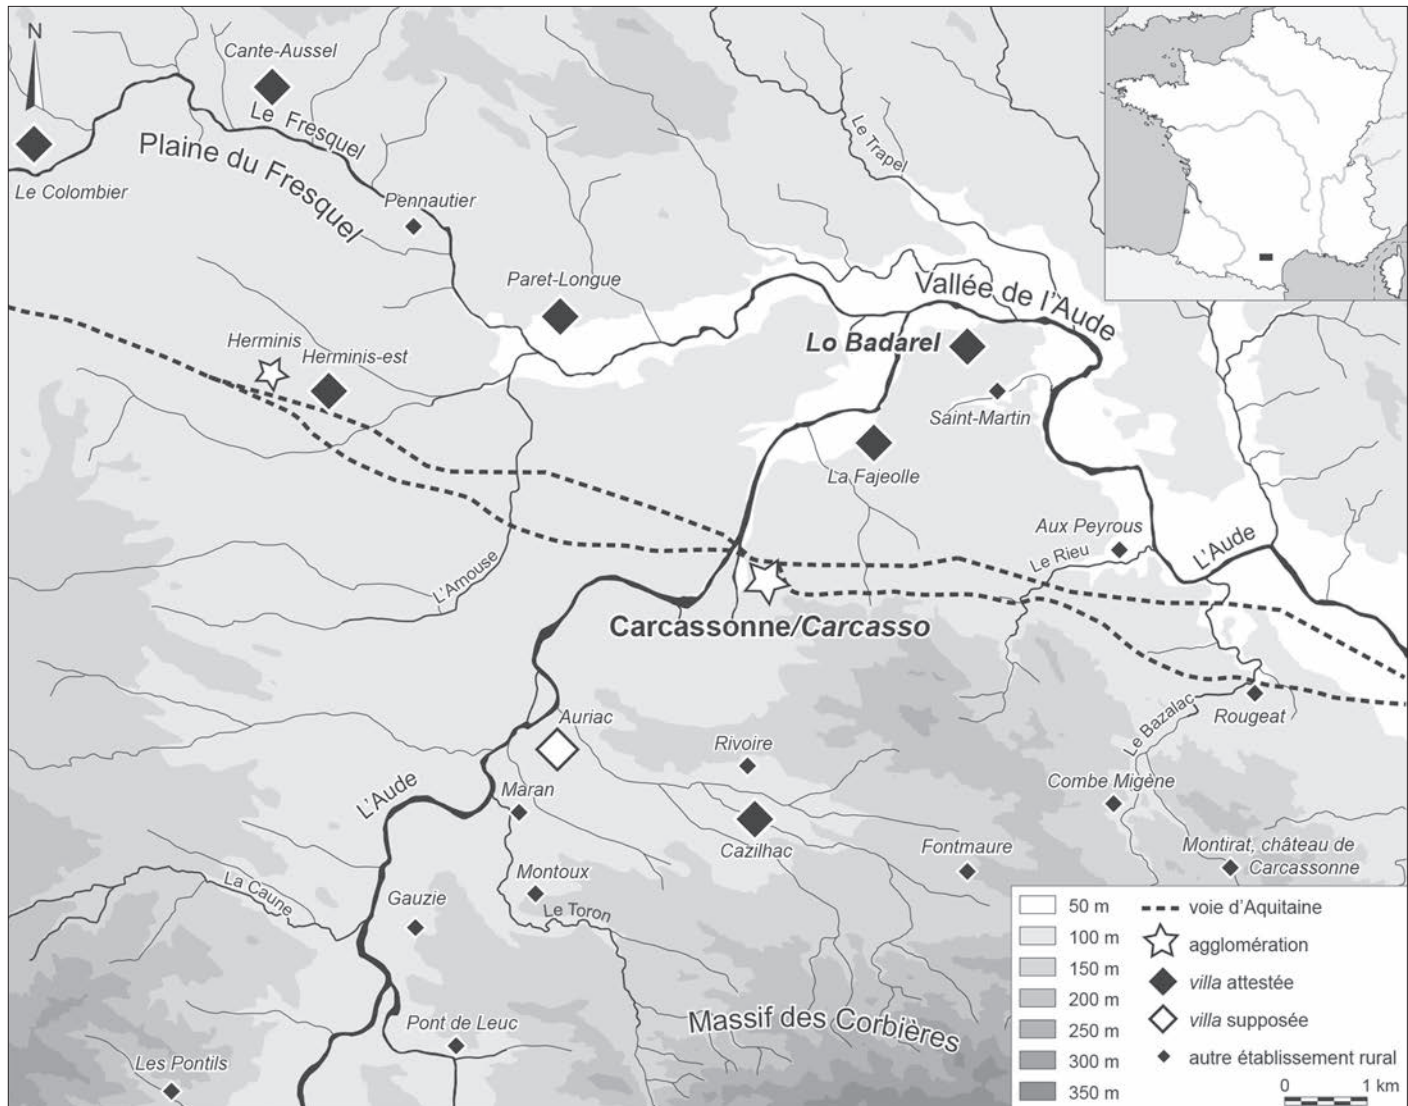 N
Cante-Aussel
Le Fresquel
Plaine du Fresquel
Le Colombier
Pennautier
Le Trapel
Paret-Longue
Vallée de l'Aude
Herminis
Herminis-est
Lo Badarel
Saint-Martin
La Fajeolle
Aux Peyrous
Le Rieu
L'Aude
L'Arnouse
Carcassonne/Carcasso
Auriac
Rivoire
Le Bazalac
Rougeat
L'Aude
Maran
Combe Migène
Cazilhac
Fontmaure
Montirat, château de
Carcassonne
La Caune
Gauzie
Montoux
Le Toron
Massif des Corbières
Pont de Leuc
Les Pontils
50 m
100 m
150 m
200 m
250 m
300 m
350 m
voie d'Aquitaine
agglomération
villa attestée
villa supposée
autre établissement rural
0 1 km